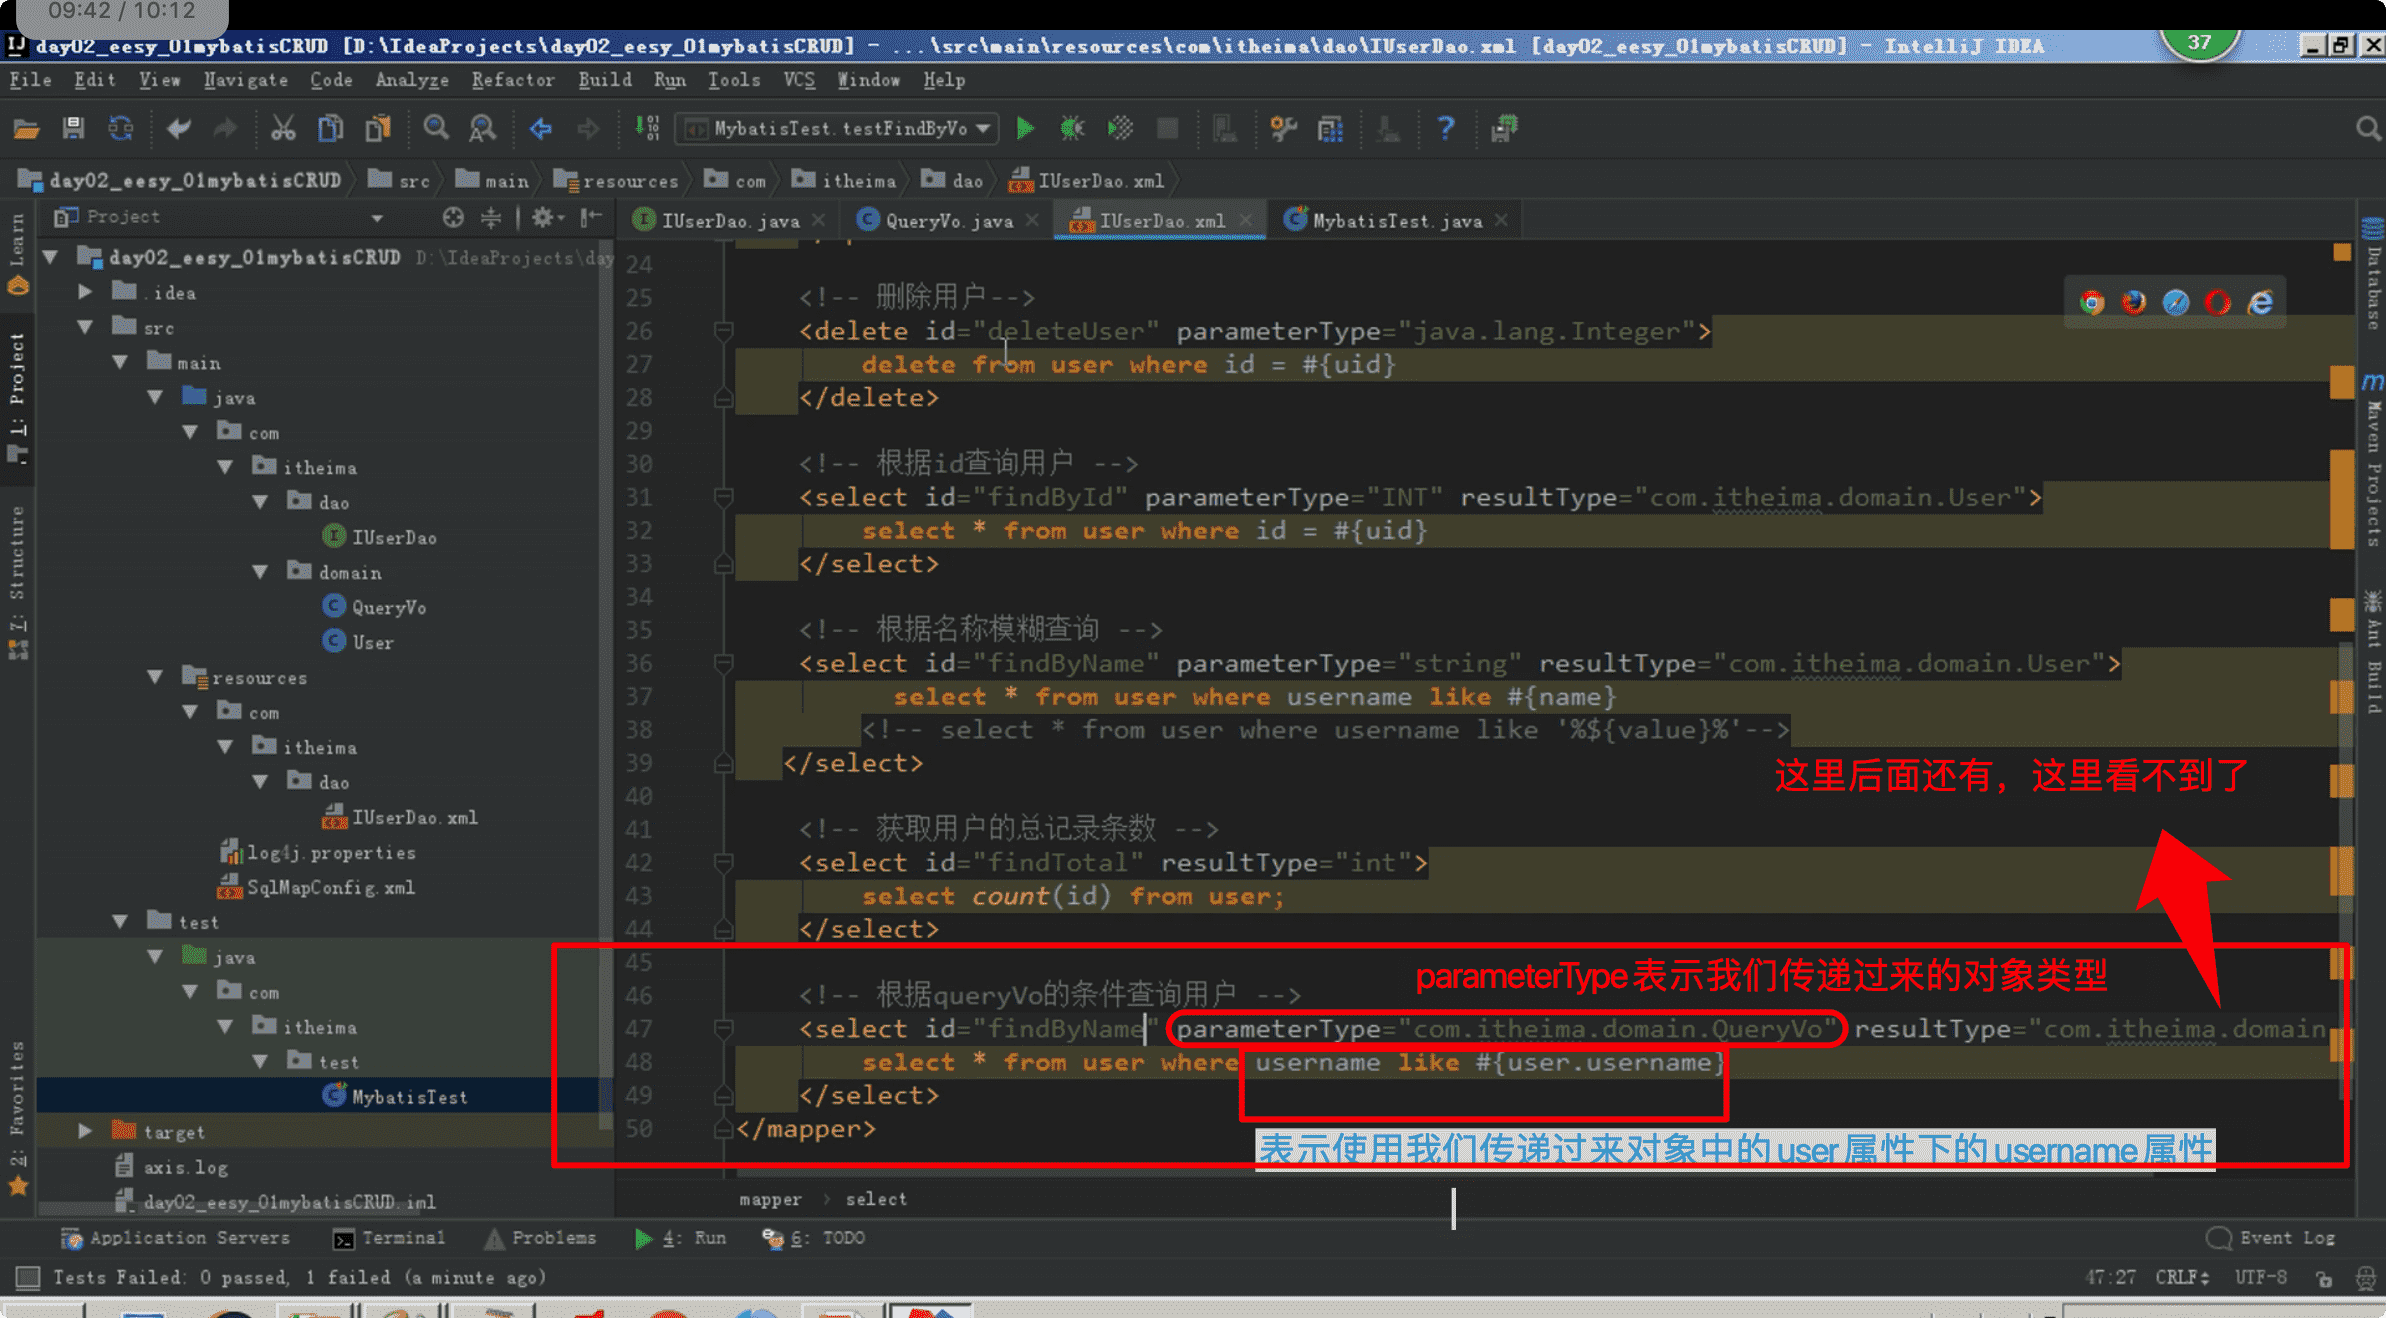 09:42 / 10:12
day02_eesy_01mybatisCRUD [D:\IdeaProjects\day02_eesy_01mybatisCRUD] - ...\src\main\resources\com\itheima\dao\IUserDao.xml [day02_eesy_01mybatisCRUD] - IntelliJ IDEA
37
File Edit View Navigate Code Analyze Refactor Build Run Tools VCS Window Help
MybatisTest.testFindByVo
day02_eesy_01mybatisCRUD src main resources com itheima dao IUserDao.xml
Project
IUserDao.java QueryVo.java IUserDao.xml MybatisTest.java
Learn
1: Project
7: Structure
2: Favorites
day02_eesy_01mybatisCRUD D:\IdeaProjects\day
.idea
src
main
java
com
itheima
dao
IUserDao
domain
QueryVo
User
resources
com
itheima
dao
IUserDao.xml
log4j.properties
SqlMapConfig.xml
test
java
com
itheima
test
MybatisTest
target
axis.log
day02_eesy_01mybatisCRUD.iml
24
25 <!-- 删除用户-->
26 <delete id="deleteUser" parameterType="java.lang.Integer">
27 delete from user where id = #{uid}
28 </delete>
29
30 <!-- 根据id查询用户 -->
31 <select id="findById" parameterType="INT" resultType="com.itheima.domain.User">
32 select * from user where id = #{uid}
33 </select>
34
35 <!-- 根据名称模糊查询 -->
36 <select id="findByName" parameterType="string" resultType="com.itheima.domain.User">
37 select * from user where username like #{name}
38 <!-- select * from user where username like '%${value}%'-->
39 </select>
这里后面还有，这里看不到了
40
41 <!-- 获取用户的总记录条数 -->
42 <select id="findTotal" resultType="int">
43 select count(id) from user;
44 </select>
45
parameterType表示我们传递过来的对象类型
46 <!-- 根据queryVo的条件查询用户 -->
47 <select id="findByName" parameterType="com.itheima.domain.QueryVo" resultType="com.itheima.domain
48 select * from user where username like #{user.username}
49 </select>
50 </mapper>
表示使用我们传递过来对象中的user属性下的username属性
mapper › select
Database
Maven Projects
Ant Build
Application Servers Terminal Problems 4: Run 6: TODO Event Log
Tests Failed: 0 passed, 1 failed (a minute ago) 47:27 CRLF UTF-8